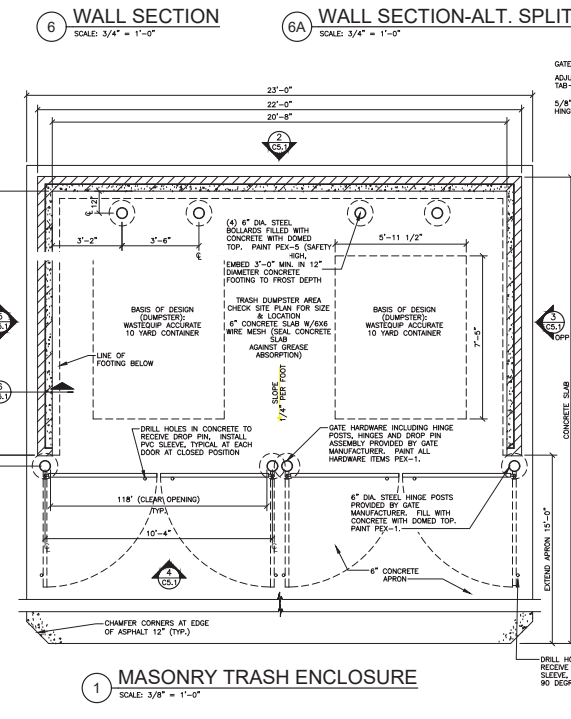 6 WALL SECTION
SCALE: 3/4" = 1'-0"
6A WALL SECTION-ALT. SPLIT
SCALE: 3/4" = 1'-0"
GATE
ADJU
TAB-
5/8"
HING
23'-0"
22'-0"
20'-8"
2
C5.1
12"
3'-2"
3'-6"
(4) 6" DIA. STEEL
BOLLARDS FILLED WITH
CONCRETE WITH DOMED
TOP. PAINT PEX-5 (SAFETY
HIGH,
EMBED 3'-0" MIN. IN 12"
DIAMETER CONCRETE
FOOTING TO FROST DEPTH
5'-11 1/2"
TRASH DUMPSTER AREA
CHECK SITE PLAN FOR SIZE
& LOCATION
6" CONCRETE SLAB W/6X6
WIRE MESH (SEAL CONCRETE
SLAB
AGAINST GREASE
ABSORPTION)
BASIS OF DESIGN
(DUMPSTER):
WASTEQUIP ACCURATE
10 YARD CONTAINER
BASIS OF DESIGN
(DUMPSTER):
WASTEQUIP ACCURATE
10 YARD CONTAINER
7'-5"
3
C5.1
OPP
LINE OF
FOOTING BELOW
SLOPE
1/4" PER FOOT
CONCRETE SLAB
DRILL HOLES IN CONCRETE TO
RECEIVE DROP PIN, INSTALL
PVC SLEEVE, TYPICAL AT EACH
DOOR AT CLOSED POSITION
GATE HARDWARE INCLUDING HINGE
POSTS, HINGES AND DROP PIN
ASSEMBLY PROVIDED BY GATE
MANUFACTURER. PAINT ALL
HARDWARE ITEMS PEX-1.
118' (CLEAR OPENING)
TYP.
10'-4"
6" DIA. STEEL HINGE POSTS
PROVIDED BY GATE
MANUFACTURER. FILL WITH
CONCRETE WITH DOMED TOP.
PAINT PEX-1.
EXTEND APRON 15'-0"
4
C5.1
6" CONCRETE
APRON
CHAMFER CORNERS AT EDGE
OF ASPHALT 12" (TYP.)
DRILL HO
RECEIVE
SLEEVE,
90 DEGR
1 MASONRY TRASH ENCLOSURE
SCALE: 3/8" = 1'-0"